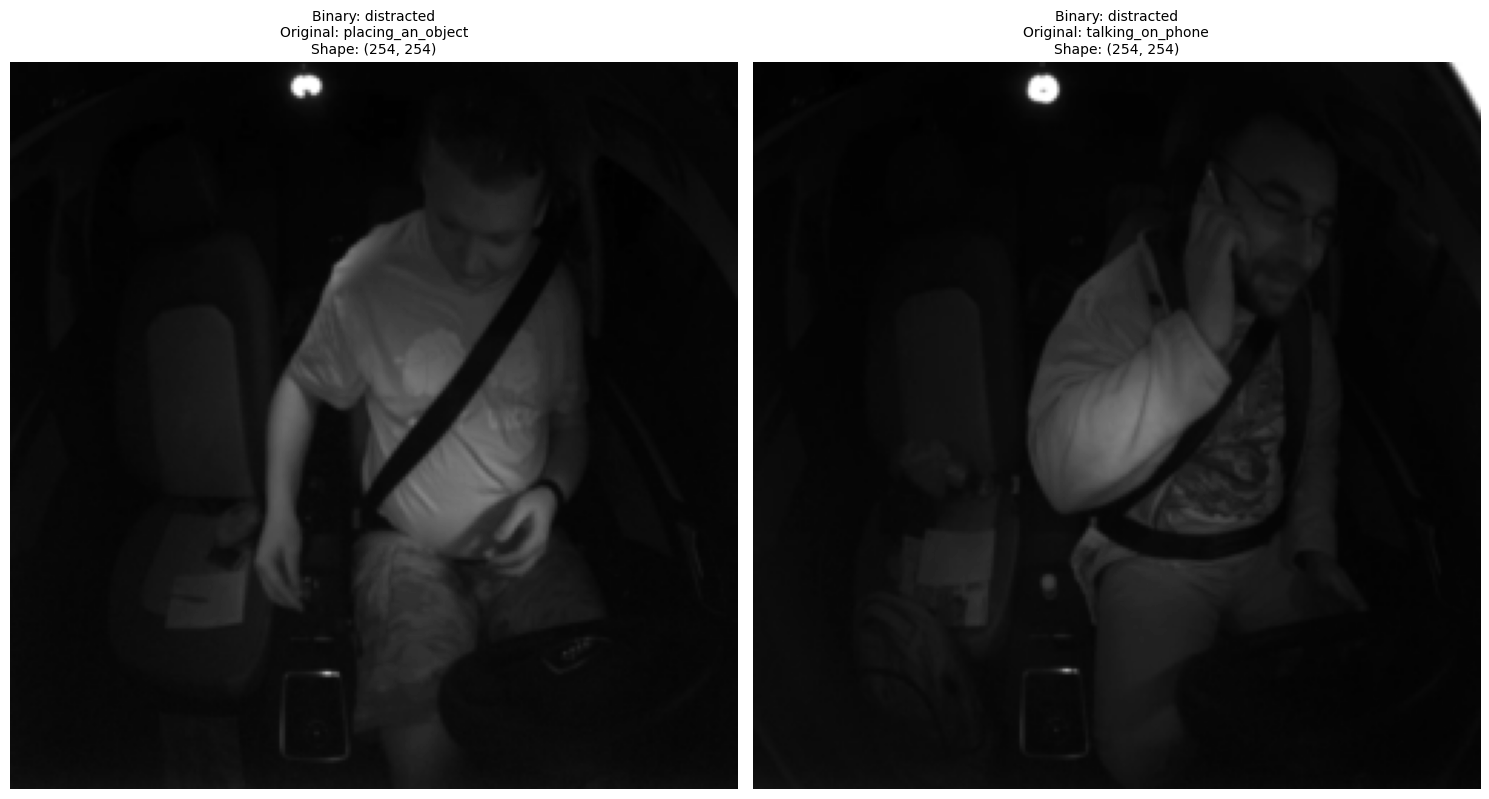 Binary: distracted
Original: placing_an_object
Shape: (254, 254)
Binary: distracted
Original: talking_on_phone
Shape: (254, 254)